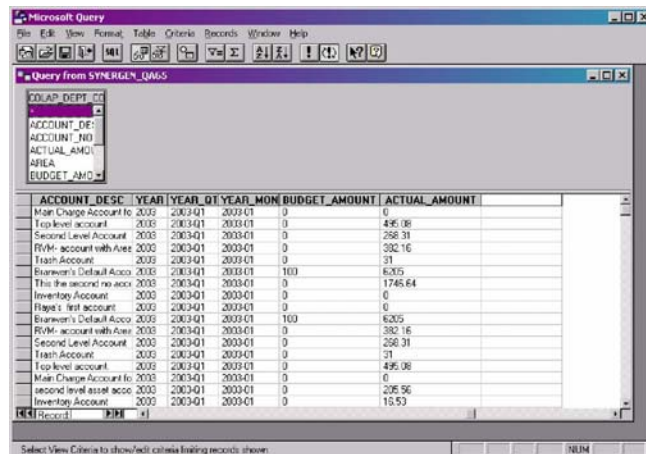 Microsoft Query
File Edit View Format Table Criteria Records Window Help
SQL
Query from SYNERGEN_QA65
COLAP_DEPT_CO
*
ACCOUNT_DE
ACCOUNT_NO
ACTUAL_AMO
AREA
BUDGET_AMO
ACCOUNT_DESC YEAR YEAR_QT YEAR_MON BUDGET_AMOUNT ACTUAL_AMOUNT
Main Charge Account fo 2003 2003-Q1 2003-01 0 0
Top level account 2003 2003-Q1 2003-01 0 495.08
Second Level Account 2003 2003-Q1 2003-01 0 268.31
RVM- account with Area 2003 2003-Q1 2003-01 0 382.16
Trash Account 2003 2003-Q1 2003-01 0 31
Branwen's Default Acco 2003 2003-Q1 2003-01 100 6205
This the second no acco 2003 2003-Q1 2003-01 0 1746.64
Inventory Account 2003 2003-Q1 2003-01 0 0
Raya's first account 2003 2003-Q1 2003-01 0 0
Branwen's Default Acco 2003 2003-Q1 2003-01 100 6205
RVM- account with Area 2003 2003-Q1 2003-01 0 382.16
Second Level Account 2003 2003-Q1 2003-01 0 268.31
Trash Account 2003 2003-Q1 2003-01 0 31
Top level account 2003 2003-Q1 2003-01 0 495.08
Main Charge Account fo 2003 2003-Q1 2003-01 0 0
second level asset acco 2003 2003-Q1 2003-01 0 205.56
Inventory Account 2003 2003-Q1 2003-01 0 16.53
Record:
Select View Criteria to show/edit criteria limiting records shown NUM